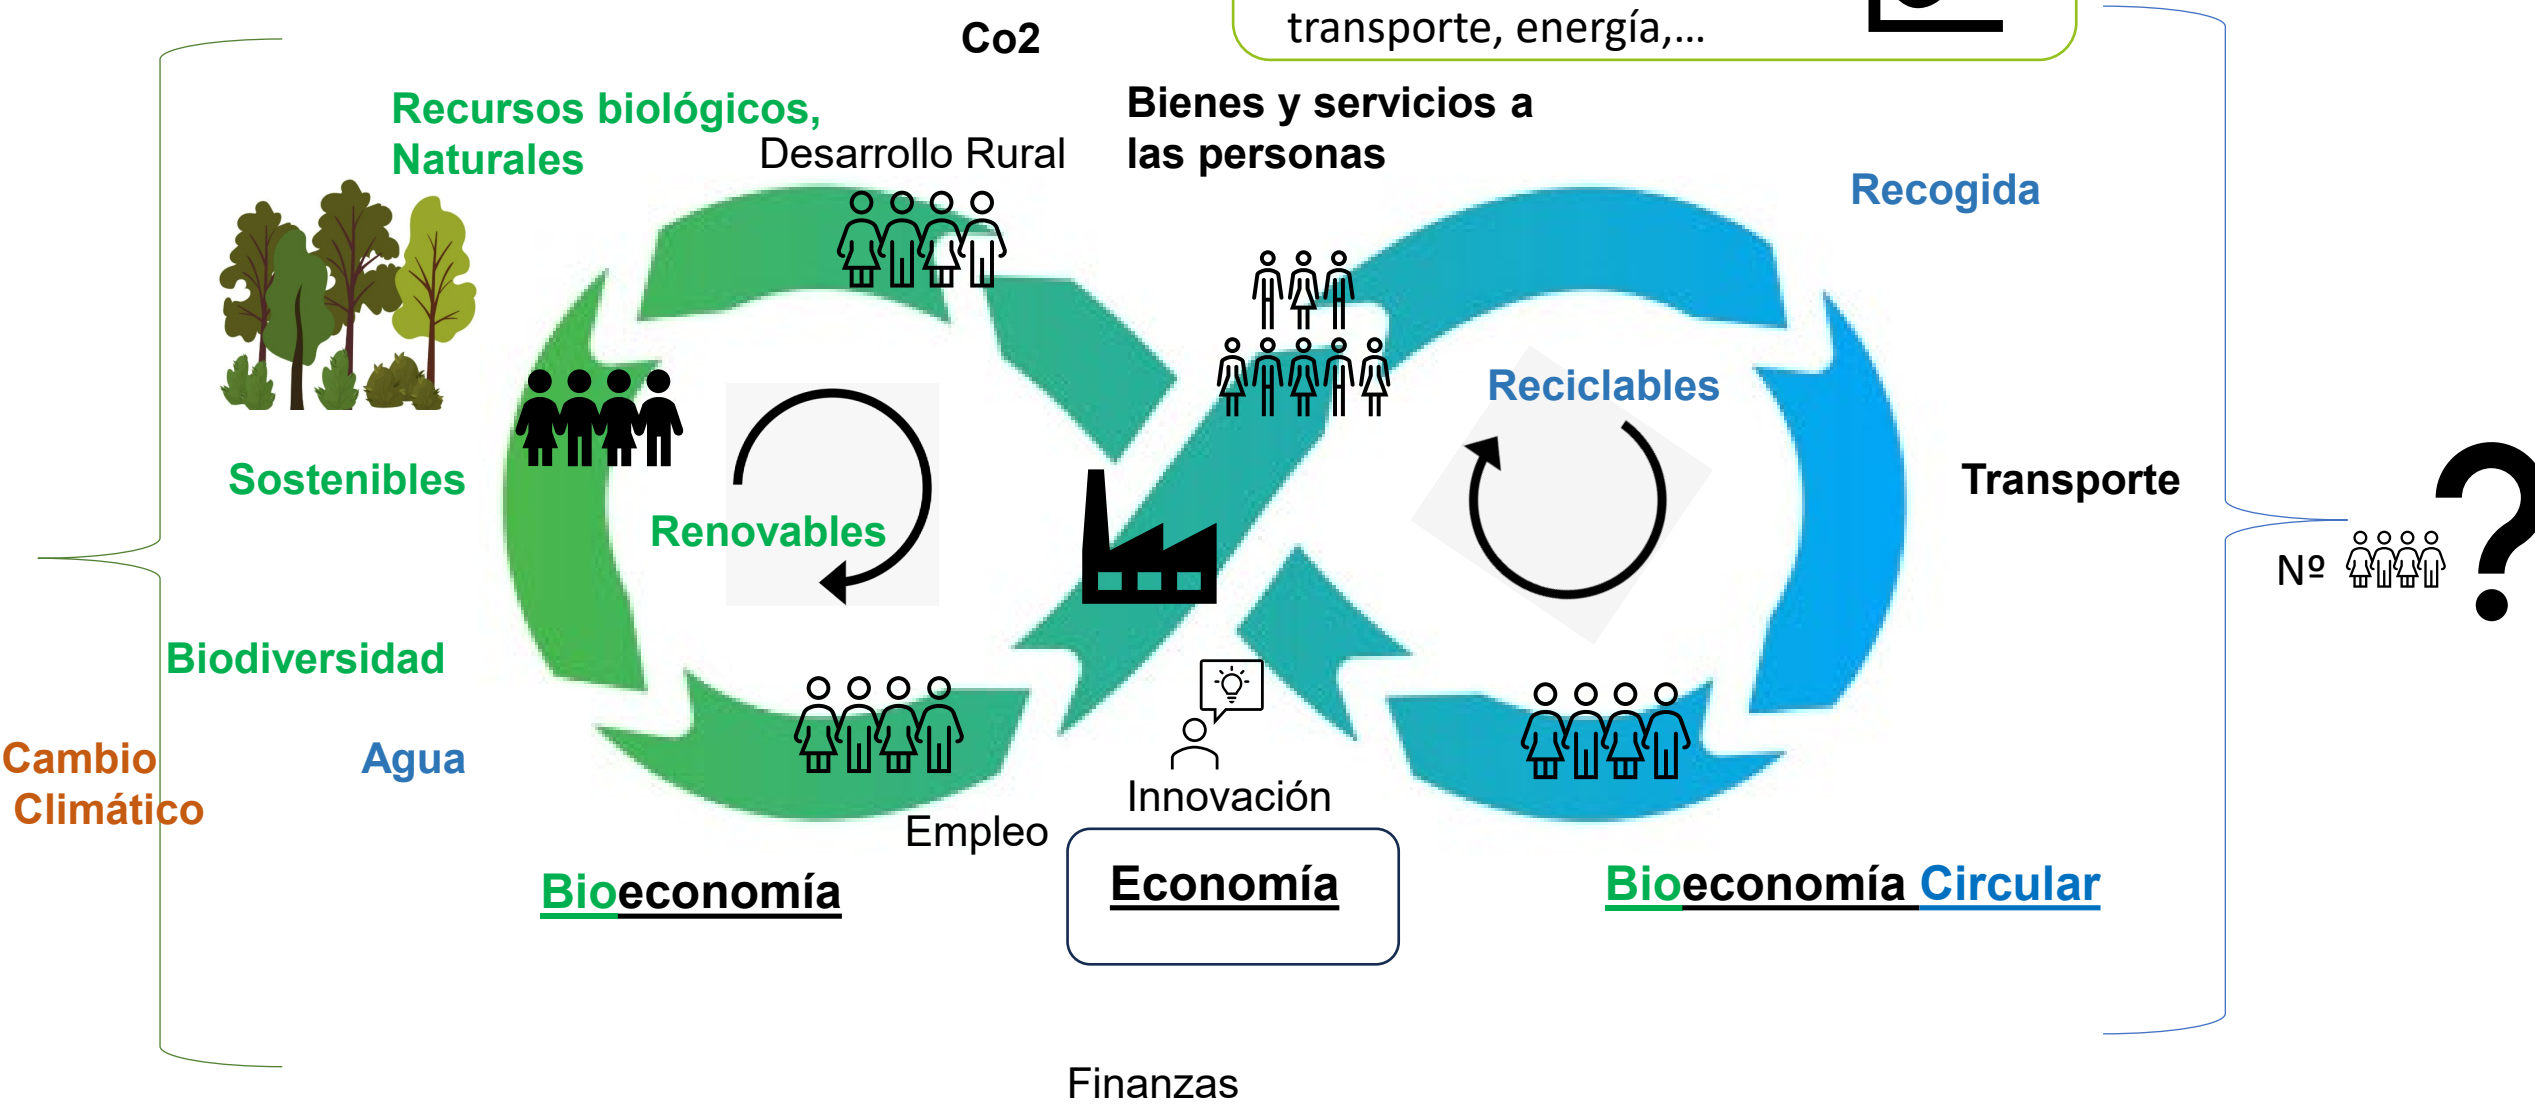 transporte, energía,...
Co2
Recursos biológicos,
Naturales
Desarrollo Rural
Bienes y servicios a
las personas
Recogida
Reciclables
Sostenibles
Renovables
Transporte
Nº
?
Biodiversidad
Cambio
Climático
Agua
Innovación
Empleo
Bioeconomía
Economía
Bioeconomía Circular
Finanzas